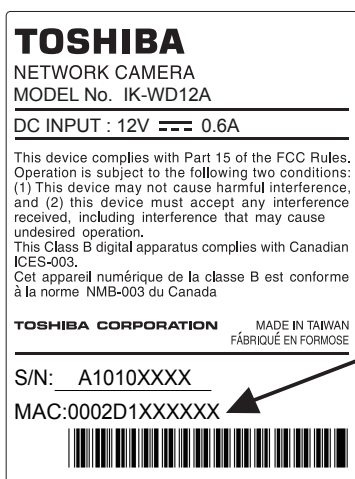 TOSHIBA
NETWORK CAMERA
MODEL No. IK-WD12A
DC INPUT : 12V ⎓ 0.6A
This device complies with Part 15 of the FCC Rules.
Operation is subject to the following two conditions:
(1) This device may not cause harmful interference,
and (2) this device must accept any interference
received, including interference that may cause
undesired operation.
This Class B digital apparatus complies with Canadian
ICES-003.
Cet appareil numérique de la classe B est conforme
à la norme NMB-003 du Canada
TOSHIBA CORPORATION MADE IN TAIWAN
FÁBRIQUÉ EN FORMOSE
S/N: A1010XXXX
MAC:0002D1XXXXXX